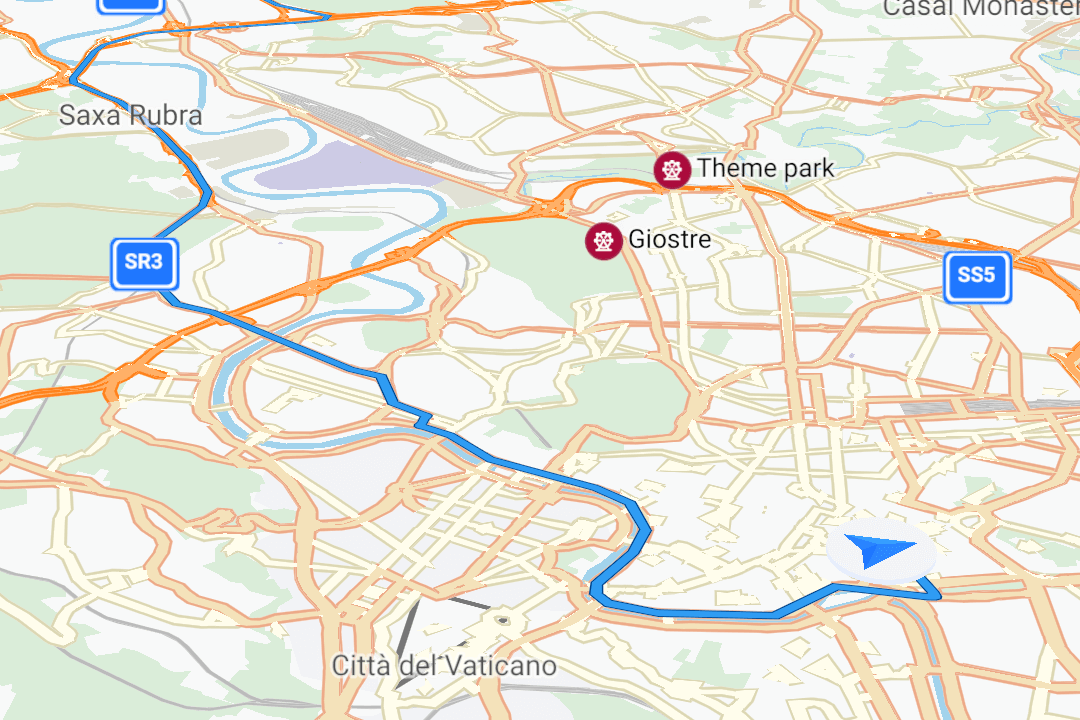 Casal Monaster
Saxa Rubra
Theme park
Giostre
SR3
SS5
Città del Vaticano